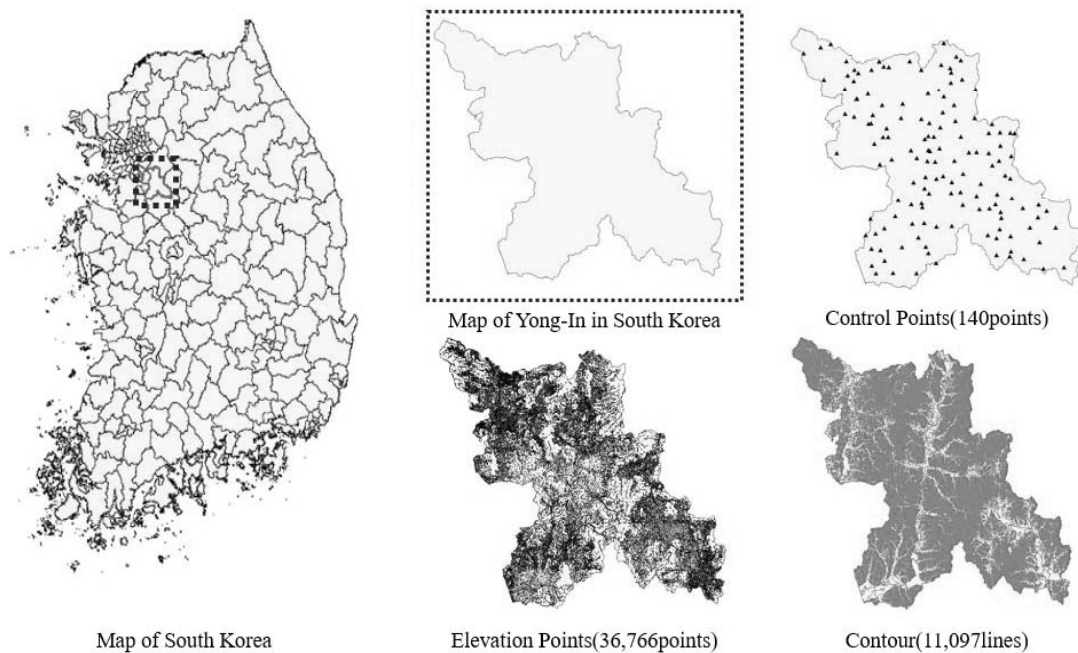 Map of Yong-In in South Korea
Control Points(140points)
Map of South Korea
Elevation Points(36,766points)
Contour(11,097lines)